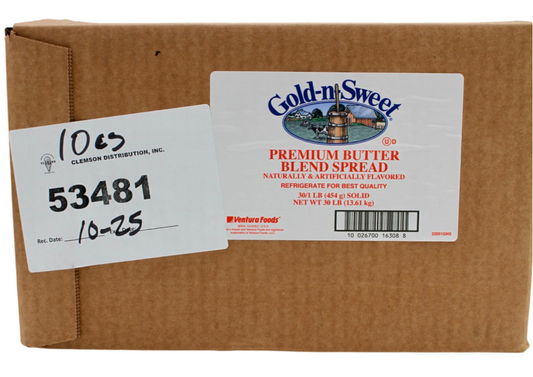 10cs
CLEMSON DISTRIBUTION, INC.
53481
Rec. Date: 10-25
Gold-n-Sweet
U D
PREMIUM BUTTER
BLEND SPREAD
NATURALLY & ARTIFICIALLY FLAVORED
REFRIGERATE FOR BEST QUALITY
30/1 LB (454 g) SOLID
NET WT 30 LB (13.61 kg)
Ventura Foods
10 026700 16308 8